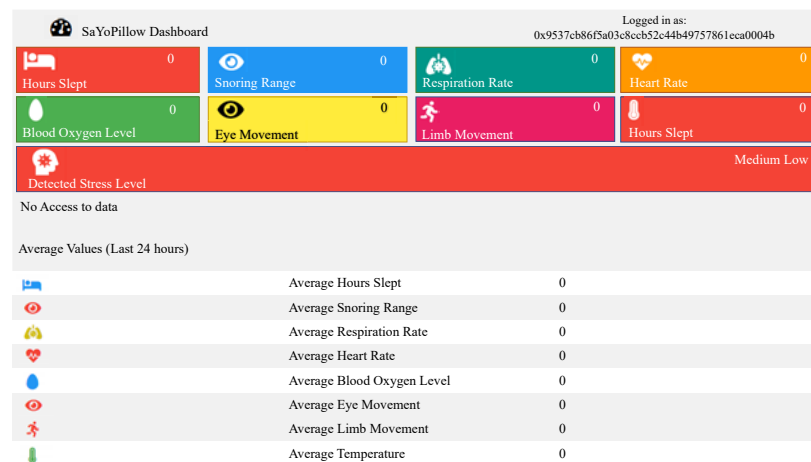 SaYoPillow Dashboard
Logged in as:
0x9537cb86f5a03c8ccb52c44b49757861eca0004b
0
Hours Slept
0
Snoring Range
0
Respiration Rate
0
Heart Rate
0
Blood Oxygen Level
0
Eye Movement
0
Limb Movement
0
Hours Slept
Medium Low
Detected Stress Level
No Access to data
Average Values (Last 24 hours)
Average Hours Slept 0
Average Snoring Range 0
Average Respiration Rate 0
Average Heart Rate 0
Average Blood Oxygen Level 0
Average Eye Movement 0
Average Limb Movement 0
Average Temperature 0